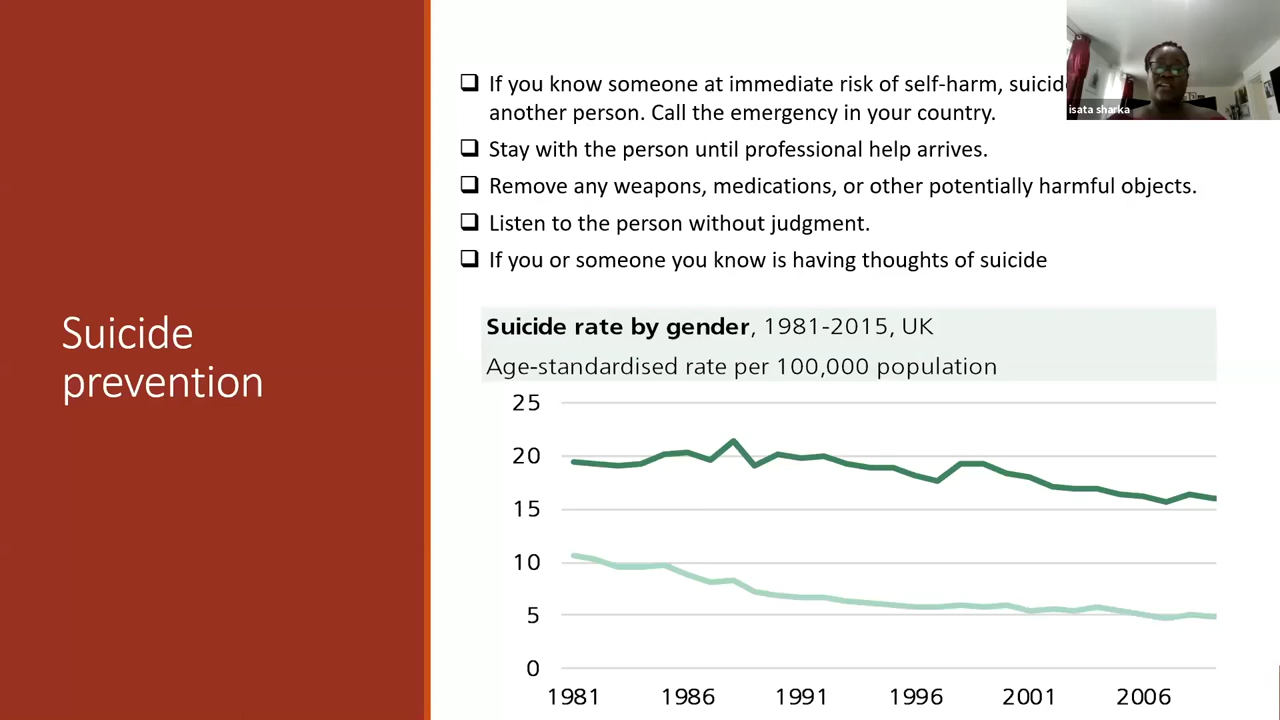 Suicide
prevention
❑ If you know someone at immediate risk of self-harm, suicid
another person. Call the emergency in your country.
❑ Stay with the person until professional help arrives.
❑ Remove any weapons, medications, or other potentially harmful objects.
❑ Listen to the person without judgment.
❑ If you or someone you know is having thoughts of suicide
isata sharka
Suicide rate by gender, 1981-2015, UK
Age-standardised rate per 100,000 population
25
20
15
10
5
0
1981 1986 1991 1996 2001 2006